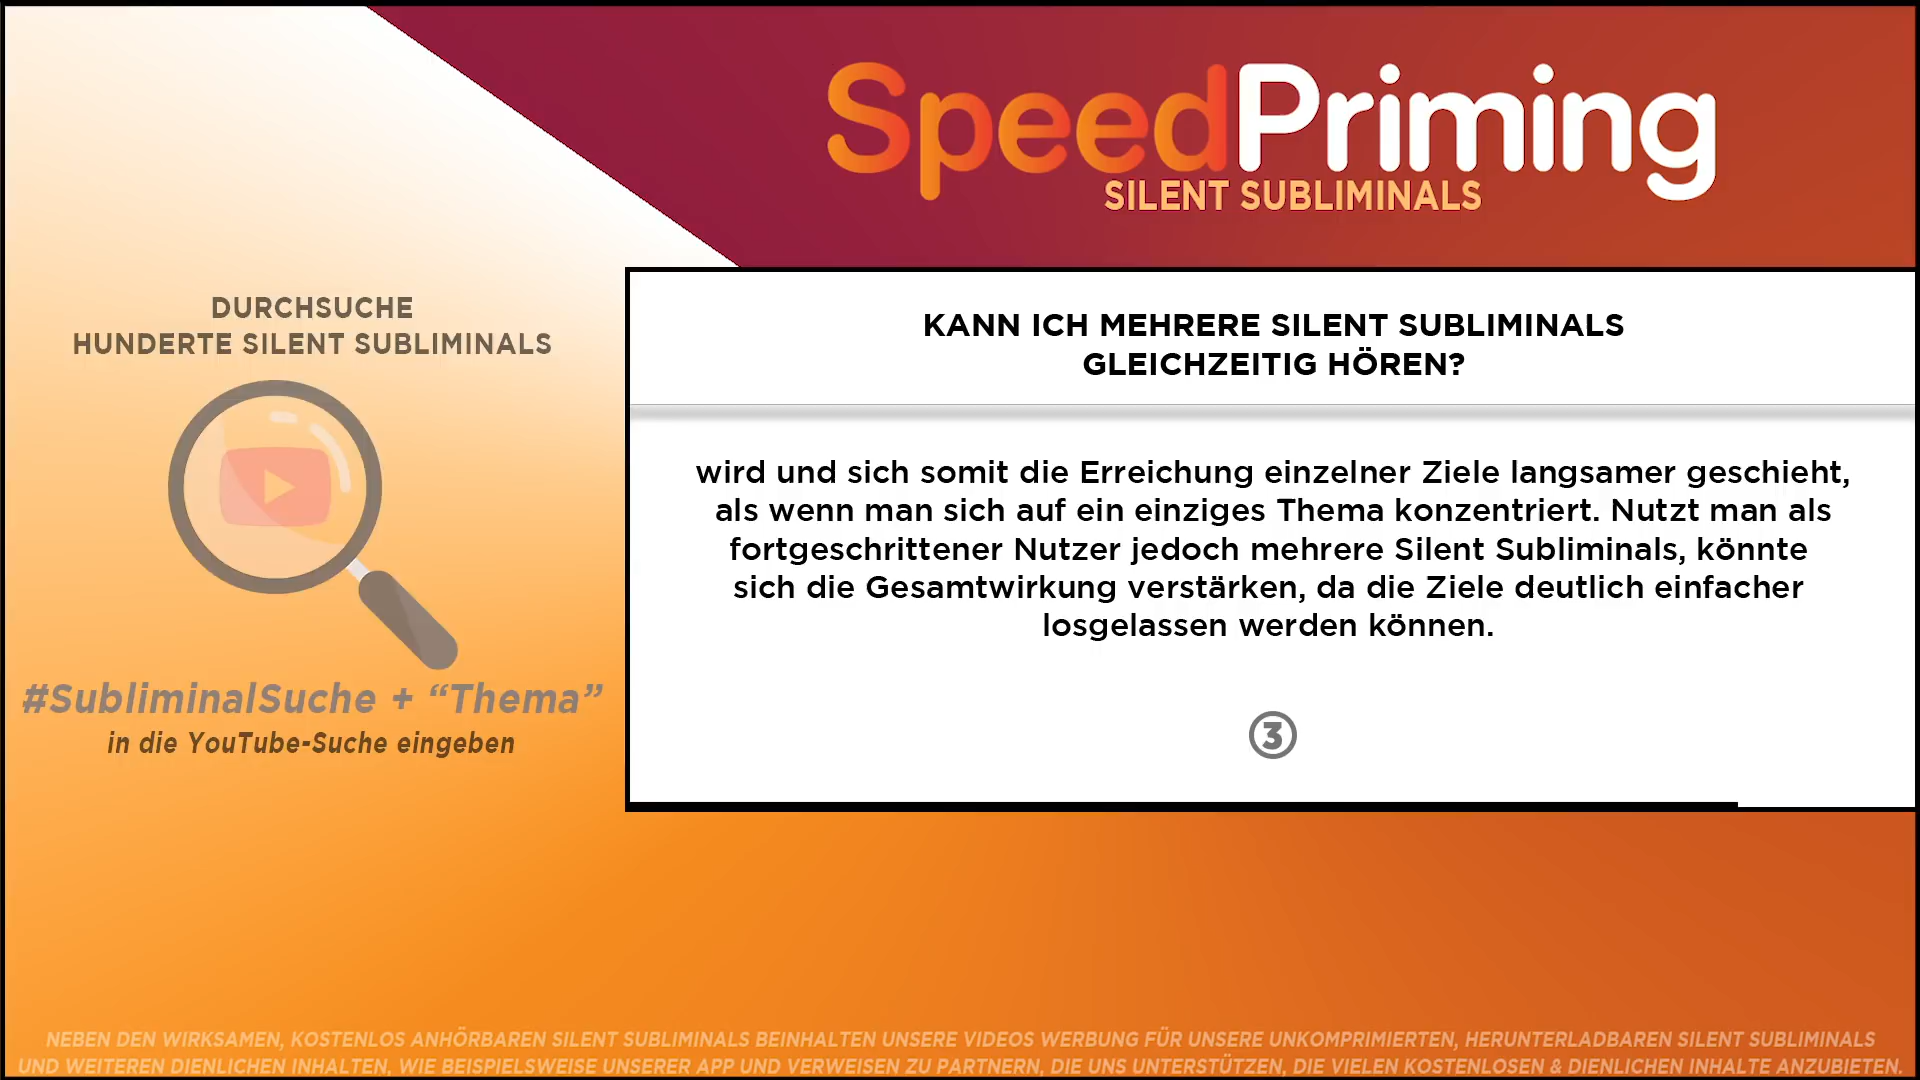 SpeedPriming
SILENT SUBLIMINALS
DURCHSUCHE
HUNDERTE SILENT SUBLIMINALS
#SubliminalSuche + “Thema”
in die YouTube-Suche eingeben
KANN ICH MEHRERE SILENT SUBLIMINALS
GLEICHZEITIG HÖREN?
wird und sich somit die Erreichung einzelner Ziele langsamer geschieht,
als wenn man sich auf ein einziges Thema konzentriert. Nutzt man als
fortgeschrittener Nutzer jedoch mehrere Silent Subliminals, könnte
sich die Gesamtwirkung verstärken, da die Ziele deutlich einfacher
losgelassen werden können.
3
NEBEN DEN WIRKSAMEN, KOSTENLOS ANHÖRBAREN SILENT SUBLIMINALS BEINHALTEN UNSERE VIDEOS WERBUNG FÜR UNSERE UNKOMPRIMIERTEN, HERUNTERLADBAREN SILENT SUBLIMINALS
UND WEITEREN DIENLICHEN INHALTEN, WIE BEISPIELSWEISE UNSERER APP UND VERWEISEN ZU PARTNERN, DIE UNS UNTERSTÜTZEN, DIE VIELEN KOSTENLOSEN & DIENLICHEN INHALTE ANZUBIETEN.